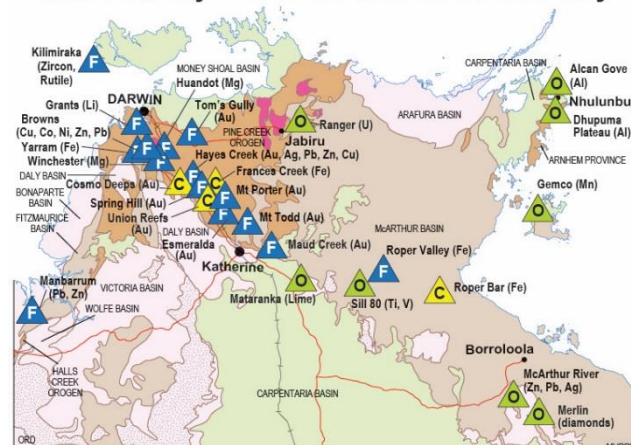 Kilimiraka
(Zircon,
Rutile)
F
MONEY SHOAL BASIN
Huandot (Mg)
Grants (Li)
DARWIN
Tom's Gully
(Au)
Browns
(Cu, Co, Ni, Zn, Pb)
Yarram (Fe)
Winchester (Mg)
PINE CREEK
OROGEN
O
Ranger (U)
Jabiru
ARAFURA BASIN
CARPENTARIA BASIN
Alcan Gove
(Al)
Nhulunbu
Dhupuma
Plateau (Al)
ARNHEM PROVINCE
Gemco (Mn)
DALY BASIN
Hayes Creek (Au, Ag, Pb, Zn, Cu)
Frances Creek (Fe)
Cosmo Deeps (Au)
C
BONAPARTE
BASIN
Spring Hill (Au)
Mt Porter (Au)
FITZMAURICE
BASIN
Union Reefs
(Au)
DALY BASIN
Mt Todd (Au)
Esmeralda
(Au)
Maud Creek (Au)
Katherine
McARTHUR BASIN
Roper Valley (Fe)
F
C
Roper Bar (Fe)
Manbarrum
(Pb, Zn)
F
VICTORIA BASIN
WOLFE BASIN
O
Mataranka (Lime)
O
Sill 80 (Ti, V)
HALLS
CREEK
OROGEN
CARPENTARIA BASIN
Borroloola
McArthur River
(Zn, Pb, Ag)
O
O
Merlin
(diamonds)
ORD